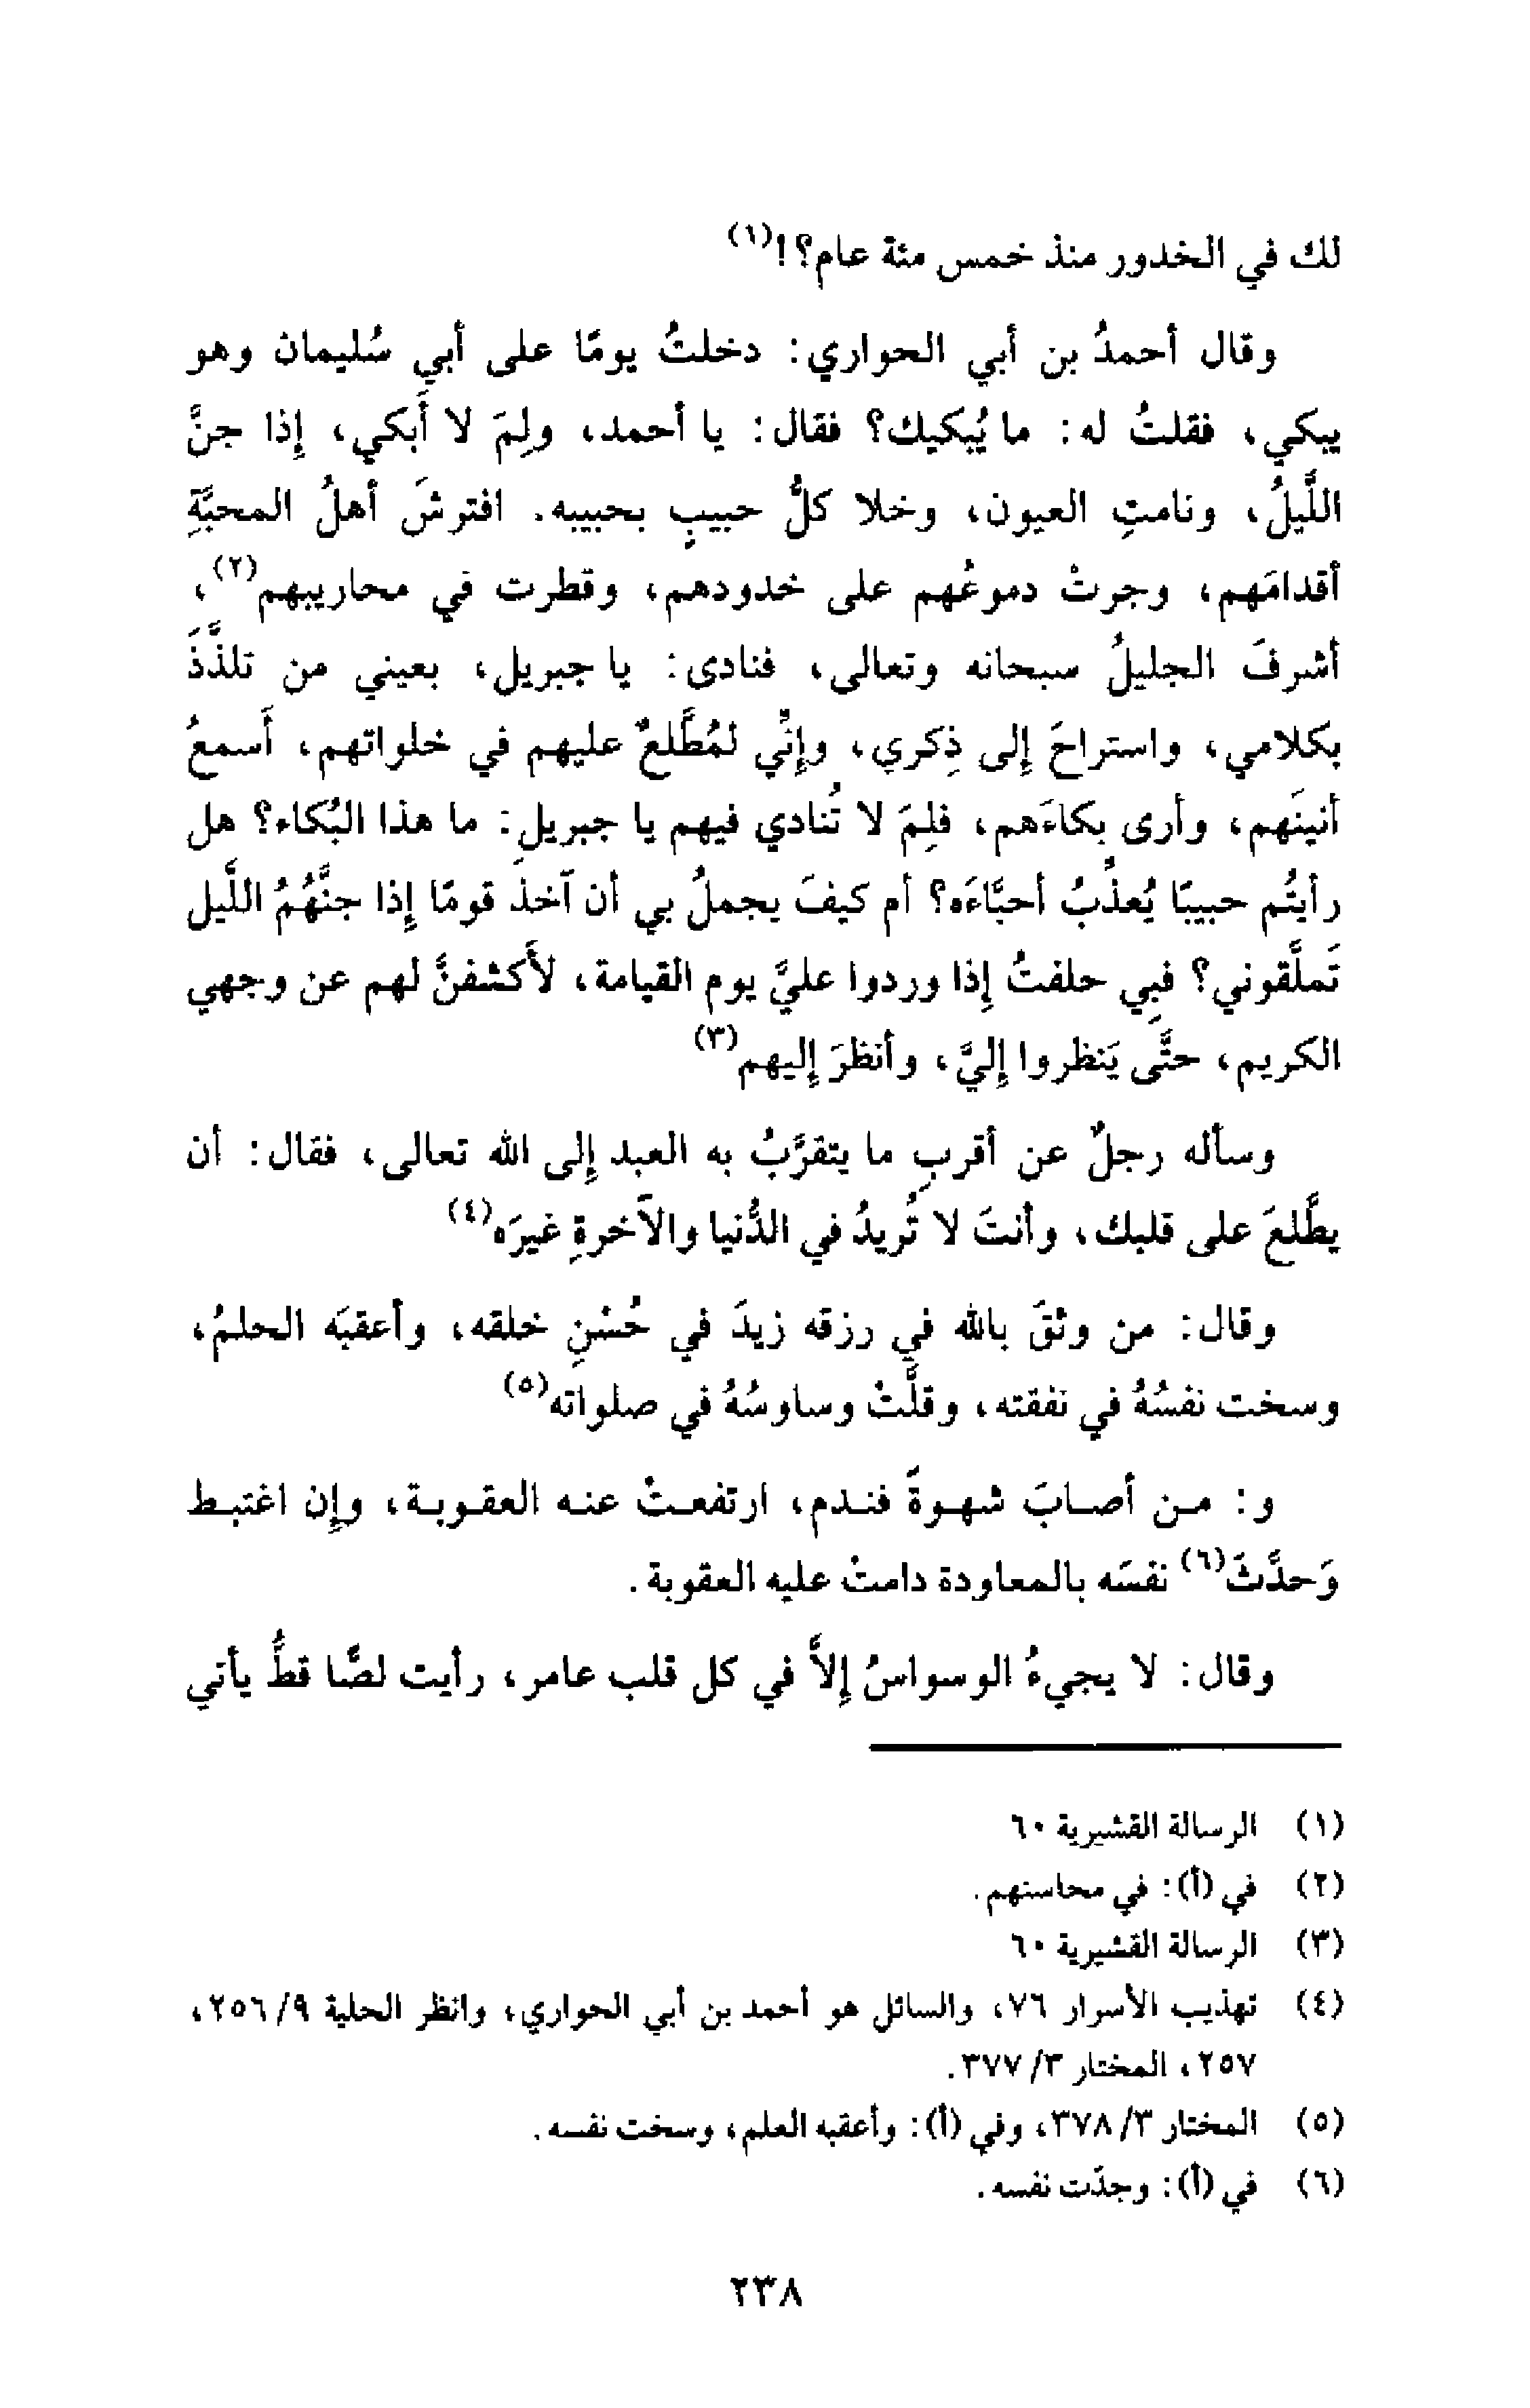 لك في الخدور منذ خمس مئة عام؟!(١)
وقال أحمدُ بن أبي الحواري: دخلتُ يومًا على أبي سُليمان وهو
يبكي، فقلتُ له: ما يُبكيك؟ فقال: يا أحمد، ولِمَ لا أَبكي، إذا جنَّ
اللَّيلُ، ونامتِ العيون، وخلا كلُّ حبيبٍ بحبيبه. افترشَ أهلُ المحبَّةِ
أقدامَهم، وجرتْ دموعُهم على خدودهم، وقطرت في محاريبهم(٢)،
أشرفَ الجليلُ سبحانه وتعالى، فنادى: يا جبريل، بعيني من تلذَّذَ
بكلامي، واستراحَ إلى ذِكري، وإنِّي لمُطَّلعٌ عليهم في خلواتهم، أَسمعُ
أنينَهم، وأرى بكاءَهم، فلِمَ لا تُنادي فيهم يا جبريل: ما هذا البُكاء؟ هل
رأيتُم حبيبًا يُعذِّبُ أحبَّاءَه؟ أم كيفَ يجملُ بي أن آخذَ قومًا إذا جنَّهُمُ اللَّيل
تَملَّقوني؟ فبِي حلفتُ إذا وردوا عليَّ يوم القيامة، لأكشفنَّ لهم عن وجهي
الكريم، حتَّى يَنظروا إليَّ، وأنظرَ إليهم(٣)
وسأله رجلٌ عن أقربِ ما يتقرَّبُ به العبد إلى الله تعالى، فقال: أن
يطَّلعَ على قلبك، وأنتَ لا تُريدُ في الدُّنيا والآخرةِ غيرَه(٤)
وقال: من وثقَ بالله في رزقه زيدَ في حُسْنِ خلقه، وأعقبَه الحلمُ،
وسخت نفسُهُ في نفقته، وقلَّتْ وساوسُهُ في صلواته(٥)
و: من أصابَ شهوةً فندم، ارتفعتْ عنه العقوبة، وإن اغتبط
وَحدَّثَ(٦) نفسَه بالمعاودة دامتْ عليه العقوبة.
وقال: لا يجيءُ الوسواسُ إلاَّ في كل قلب عامر، رأيت لصًّا قطُّ يأتي
(١) الرسالة القشيرية ٦٠
(٢) في (أ): في محاسنهم.
(٣) الرسالة القشيرية ٦٠
(٤) تهذيب الأسرار ٧٦، والسائل هو أحمد بن أبي الحواري، وانظر الحلية ٩/ ٢٥٦،
٢٥٧، المختار ٣/ ٣٧٧.
(٥) المختار ٣/ ٣٧٨، وفي (أ): وأعقبه العلم، وسخت نفسه.
(٦) في (أ): وجدّت نفسه.
٢٣٨